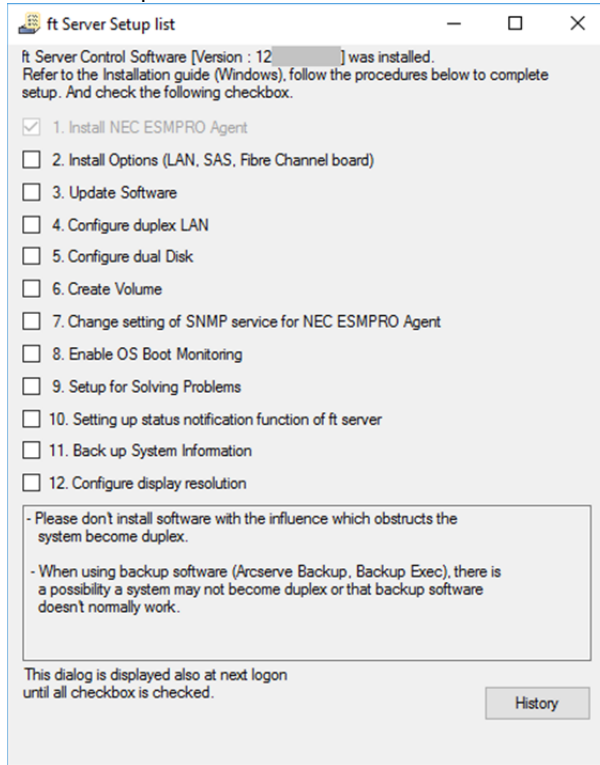 ft Server Setup list
ft Server Control Software [Version : 12 ] was installed.
Refer to the Installation guide (Windows), follow the procedures below to complete
setup. And check the following checkbox.
1. Install NEC ESMPRO Agent
2. Install Options (LAN, SAS, Fibre Channel board)
3. Update Software
4. Configure duplex LAN
5. Configure dual Disk
6. Create Volume
7. Change setting of SNMP service for NEC ESMPRO Agent
8. Enable OS Boot Monitoring
9. Setup for Solving Problems
10. Setting up status notification function of ft server
11. Back up System Information
12. Configure display resolution
- Please don't install software with the influence which obstructs the
system become duplex.
- When using backup software (Arcserve Backup, Backup Exec), there is
a possibility a system may not become duplex or that backup software
doesn't normally work.
This dialog is displayed also at next logon
until all checkbox is checked.
History